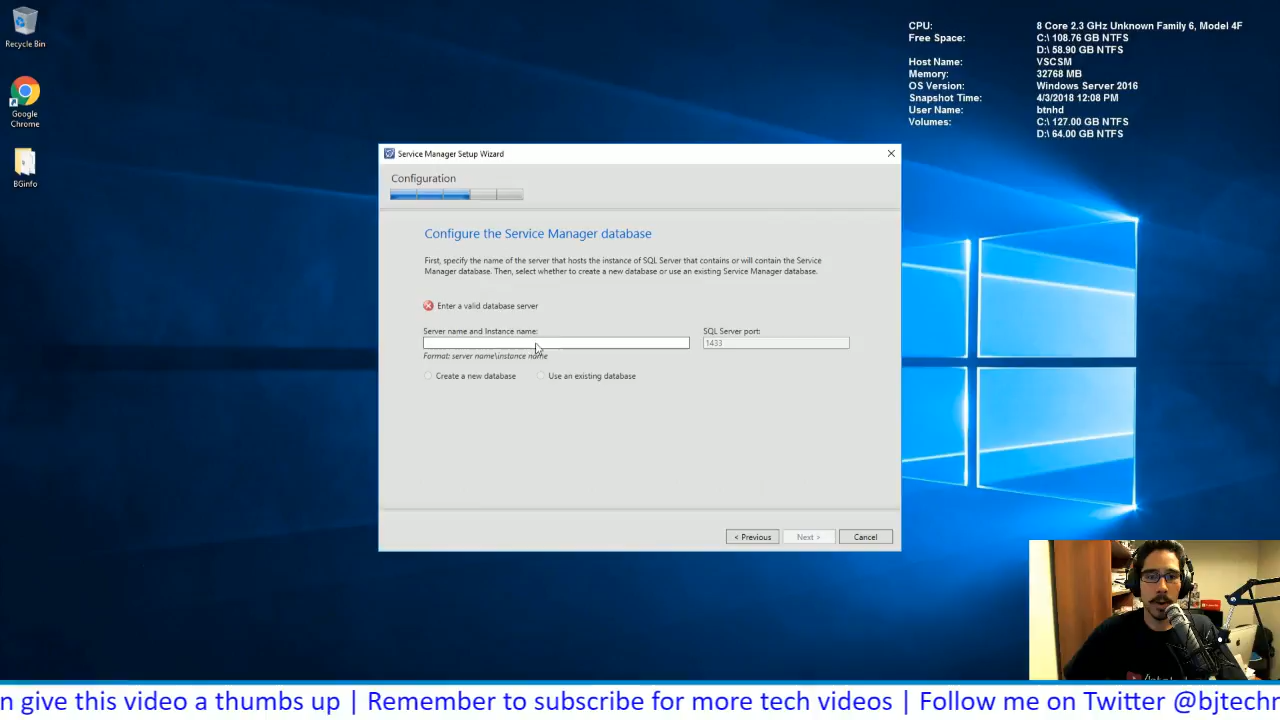 Recycle Bin
Google
Chrome
BGinfo
CPU: 8 Core 2.3 GHz Unknown Family 6, Model 4F
Free Space: C:\ 108.76 GB NTFS
D:\ 58.90 GB NTFS
Host Name: VSCSM
Memory: 32768 MB
OS Version: Windows Server 2016
Snapshot Time: 4/3/2018 12:08 PM
User Name: btnhd
Volumes: C:\ 127.00 GB NTFS
D:\ 64.00 GB NTFS
Service Manager Setup Wizard
Configuration
Configure the Service Manager database
First, specify the name of the server that hosts the instance of SQL Server that contains or will contain the Service
Manager database. Then, select whether to create a new database or use an existing Service Manager database.
Enter a valid database server
Server name and Instance name: SQL Server port:
1433
Format: server name\instance name
Create a new database Use an existing database
< Previous Next > Cancel
n give this video a thumbs up | Remember to subscribe for more tech videos | Follow me on Twitter @bjtechn